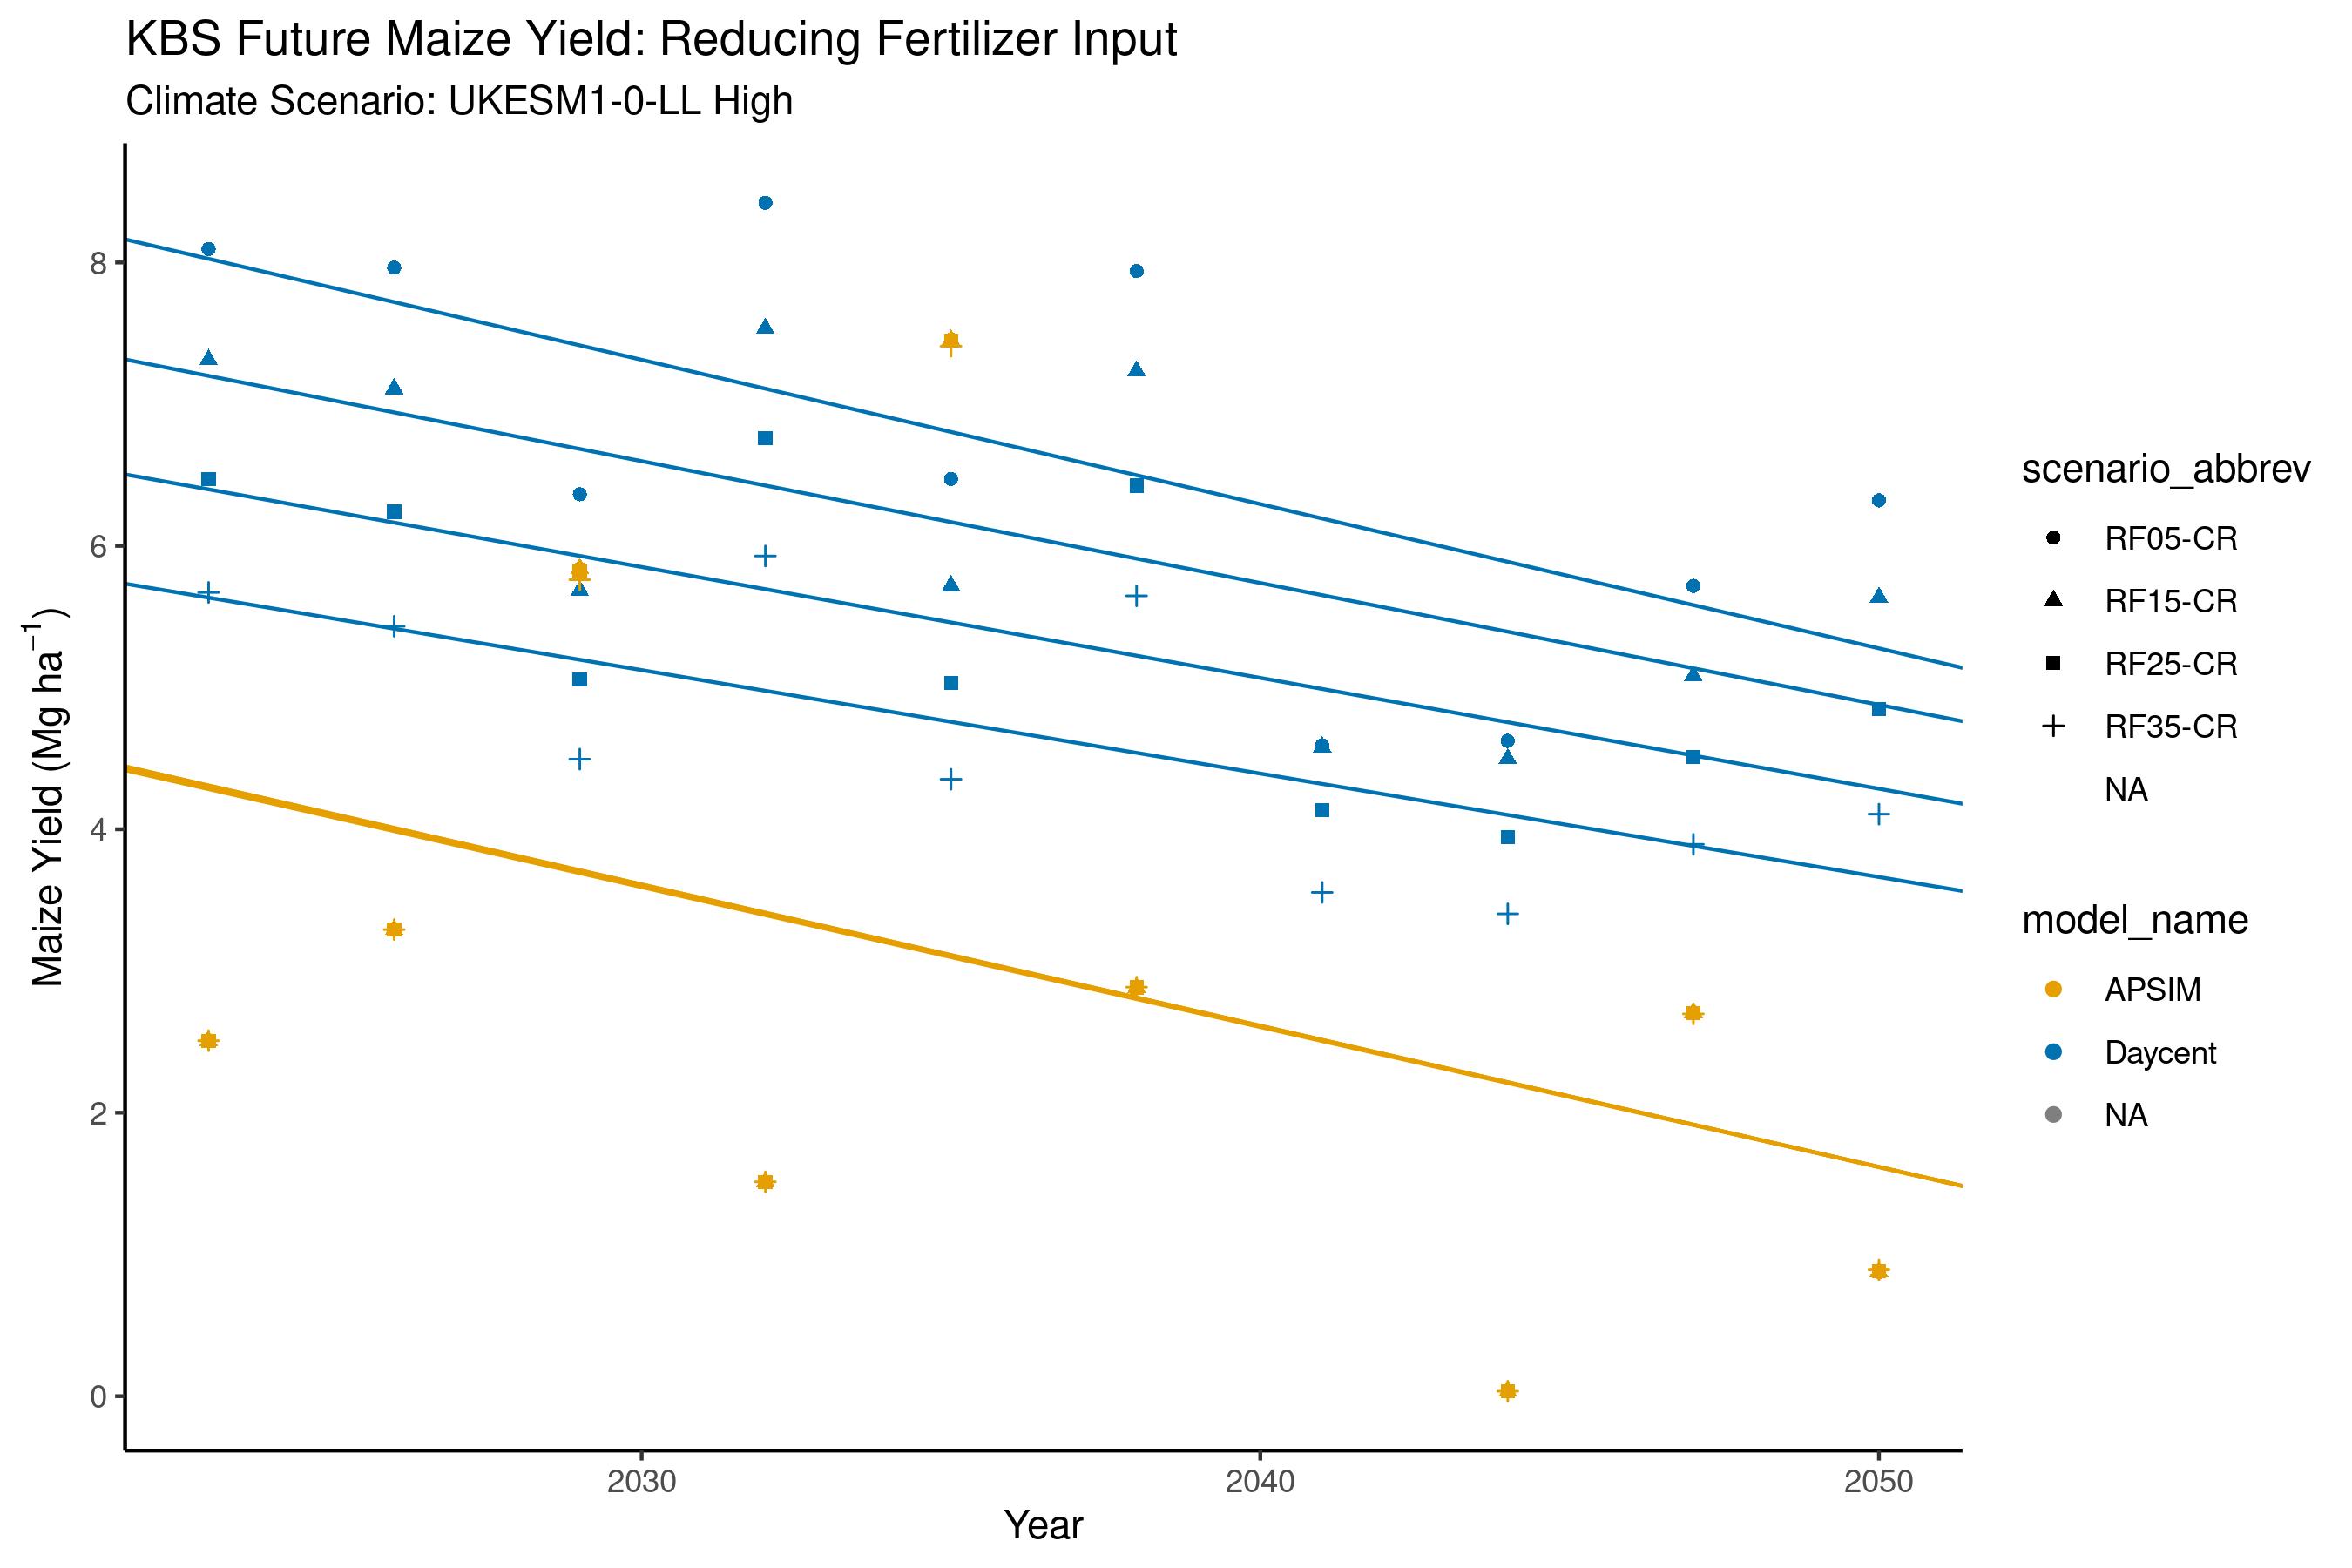 KBS Future Maize Yield: Reducing Fertilizer Input
Climate Scenario: UKESM1-0-LL High
Maize Yield (Mg ha⁻¹)
8
6
4
2
0
2030
2040
2050
Year
scenario_abbrev
RF05-CR
RF15-CR
RF25-CR
RF35-CR
NA
model_name
APSIM
Daycent
NA